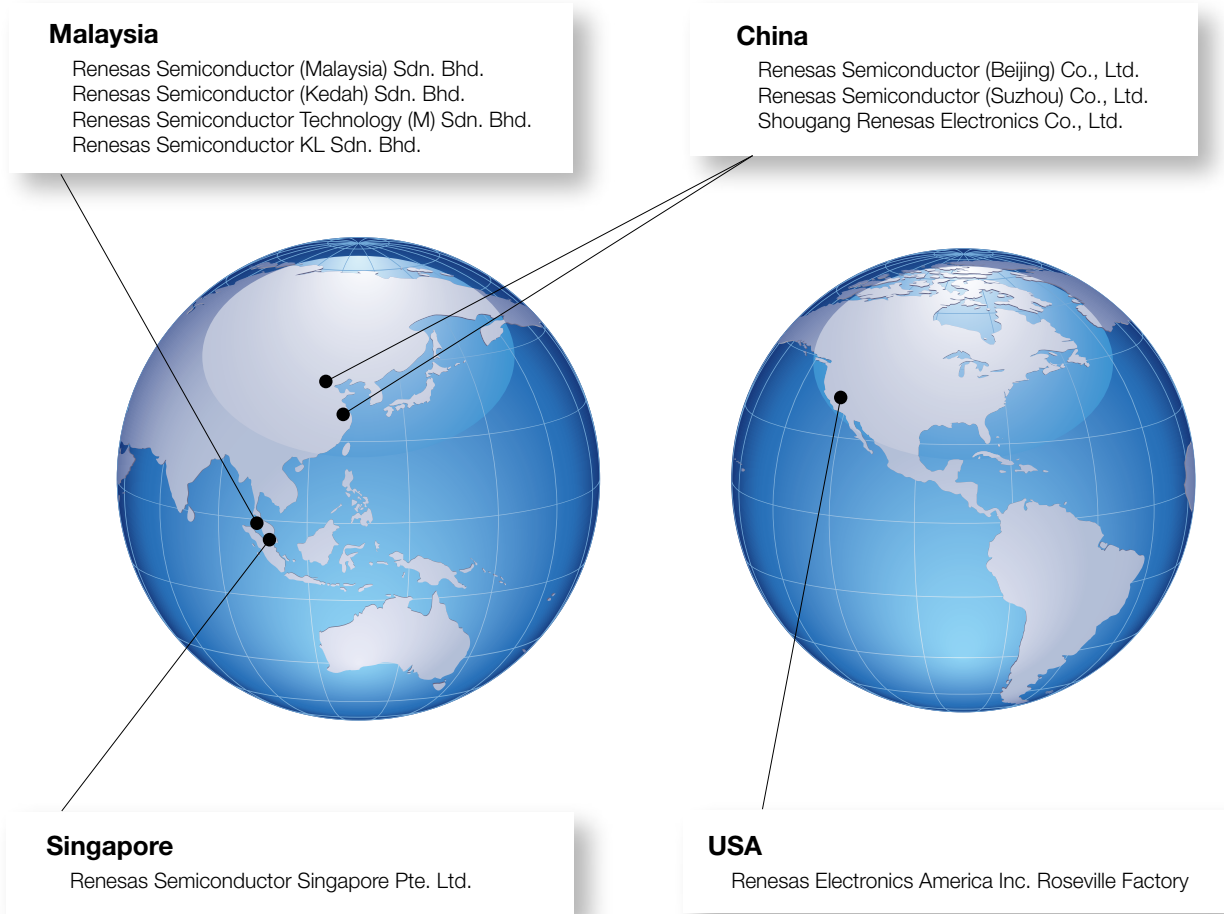 Malaysia
Renesas Semiconductor (Malaysia) Sdn. Bhd.
Renesas Semiconductor (Kedah) Sdn. Bhd.
Renesas Semiconductor Technology (M) Sdn. Bhd.
Renesas Semiconductor KL Sdn. Bhd.
China
Renesas Semiconductor (Beijing) Co., Ltd.
Renesas Semiconductor (Suzhou) Co., Ltd.
Shougang Renesas Electronics Co., Ltd.
Singapore
Renesas Semiconductor Singapore Pte. Ltd.
USA
Renesas Electronics America Inc. Roseville Factory